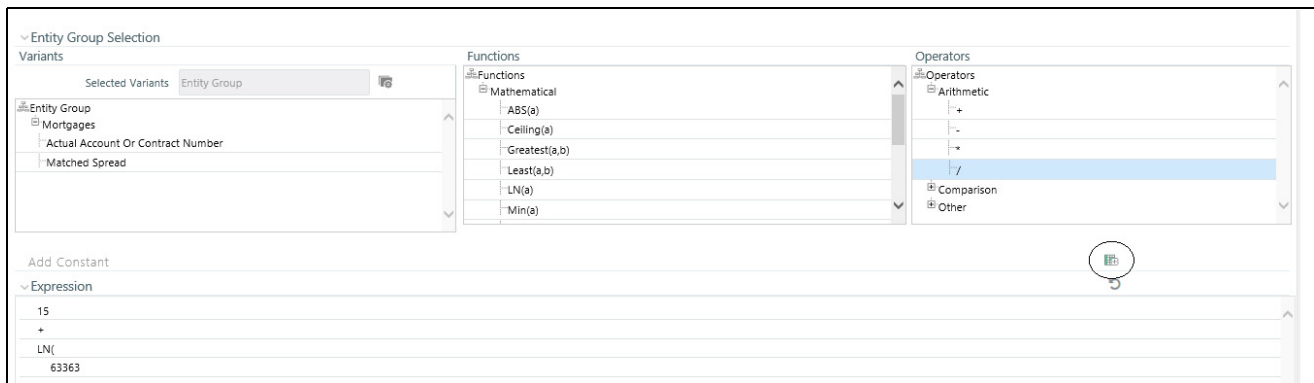 Entity Group Selection
Variants
Selected Variants Entity Group
Entity Group
Mortgages
Actual Account Or Contract Number
Matched Spread
Functions
Functions
Mathematical
ABS(a)
Ceiling(a)
Greatest(a,b)
Least(a,b)
LN(a)
Min(a)
Operators
Operators
Arithmetic
+
-
*
/
Comparison
Other
Add Constant
Expression
15
+
LN(
63363